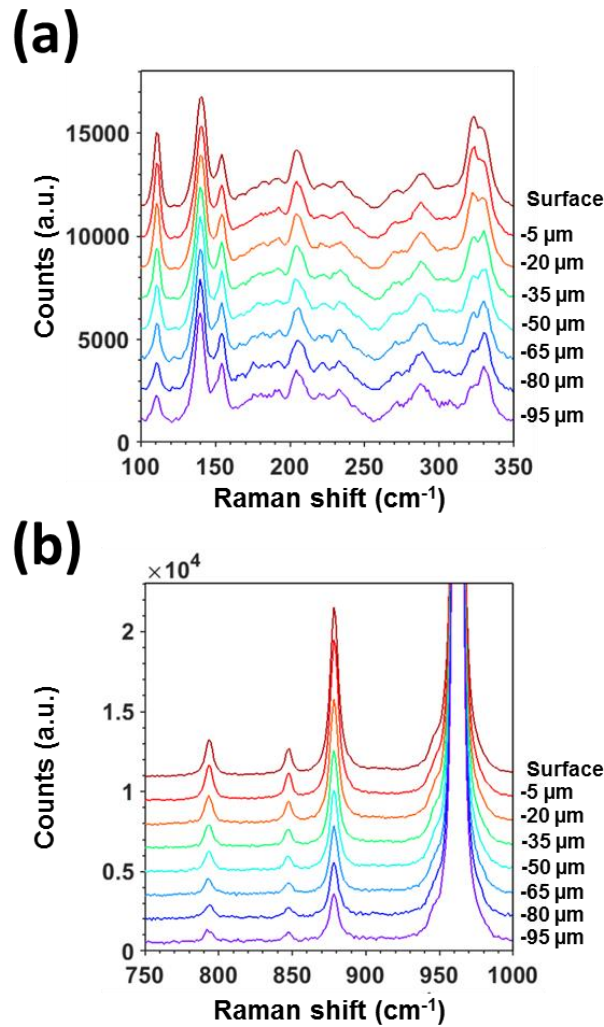 (a)
15000
10000
5000
0
Counts (a.u.)
100 150 200 250 300 350
Raman shift (cm-1)
Surface
-5 µm
-20 µm
-35 µm
-50 µm
-65 µm
-80 µm
-95 µm
(b)
×10⁴
2
1.5
1
0.5
0
Counts (a.u.)
750 800 850 900 950 1000
Raman shift (cm-1)
Surface
-5 µm
-20 µm
-35 µm
-50 µm
-65 µm
-80 µm
-95 µm